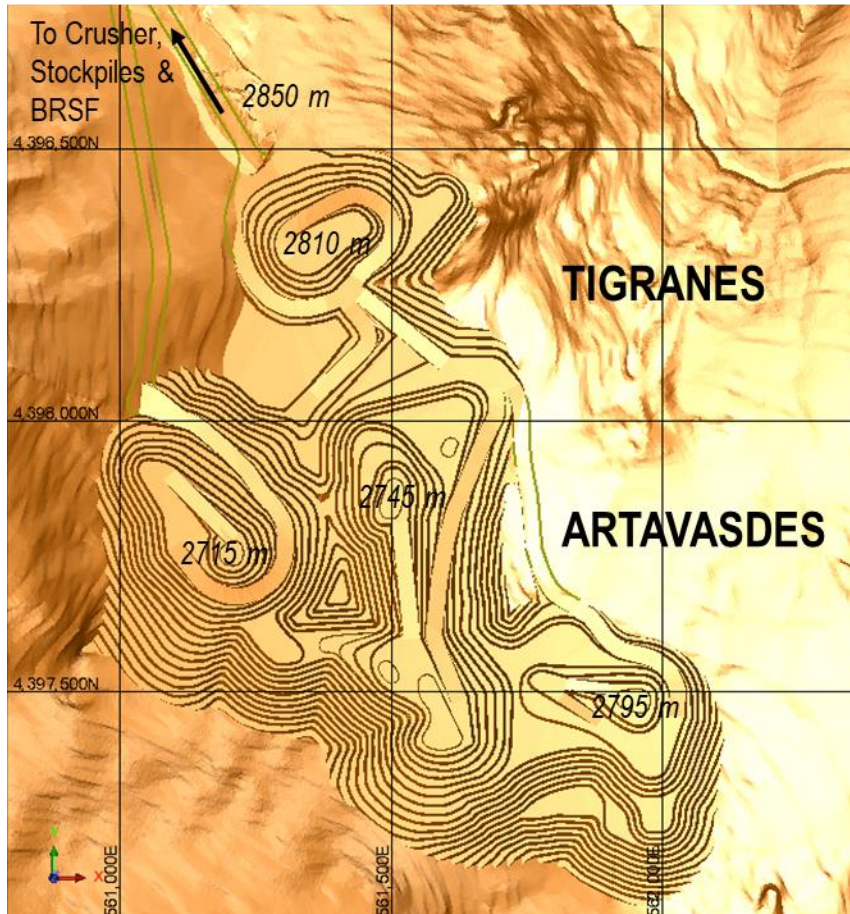 To Crusher,
Stockpiles &
BRSF
2850 m
4,398,500N
2810 m
TIGRANES
4,398,000N
2745 m
ARTAVASDES
2715 m
4,397,500N
2795 m
561,000E
561,500E
562,000E
Y
X